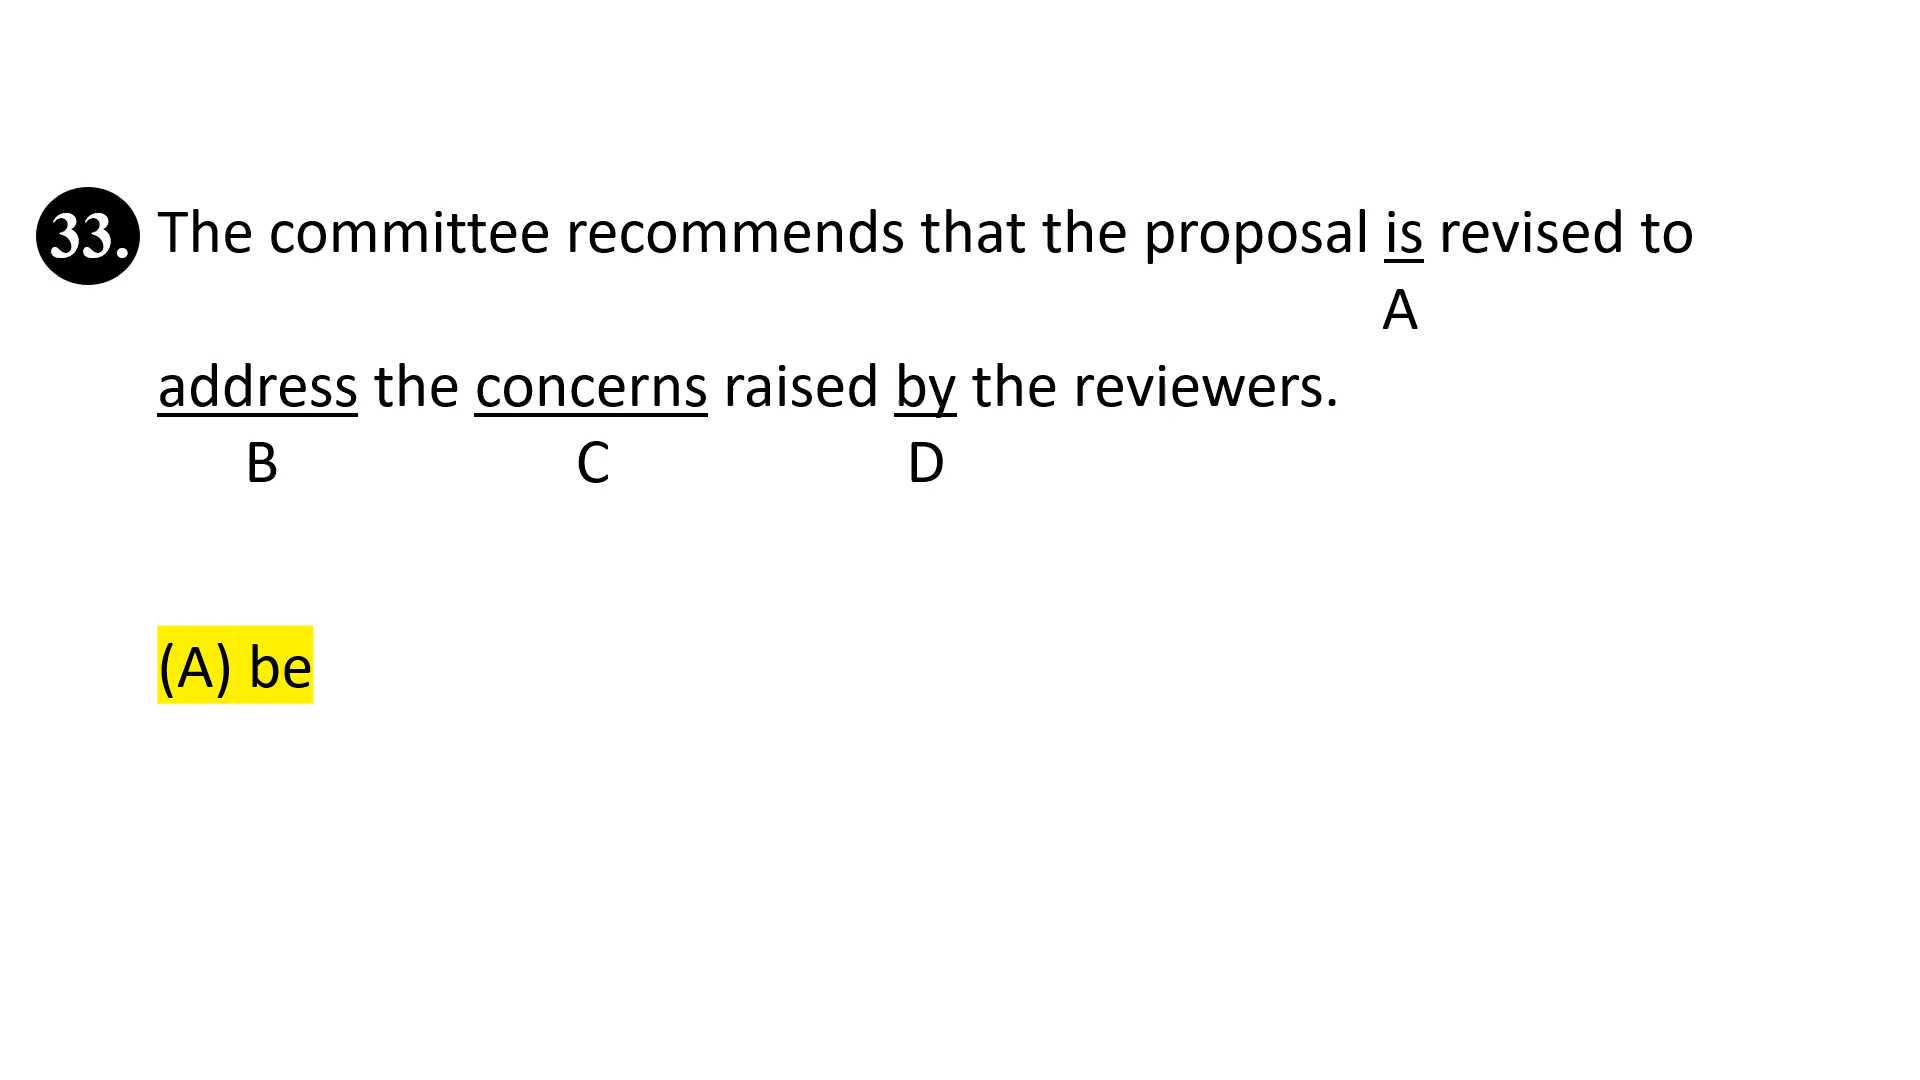 33. The committee recommends that the proposal is revised to
A
address the concerns raised by the reviewers.
B C D
(A) be